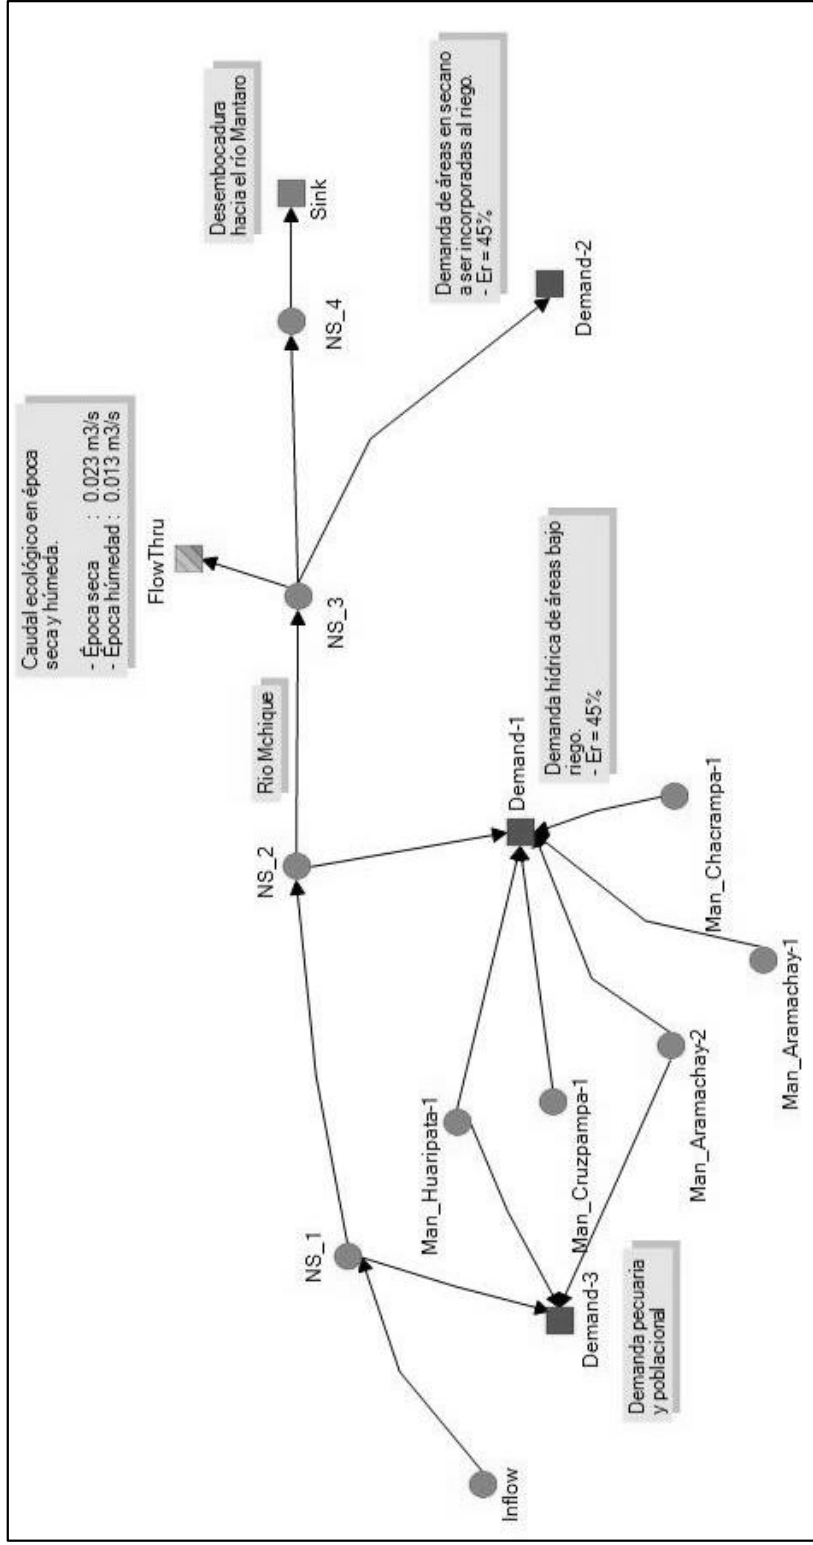 Caudal ecológico en época
seca y húmeda.
- Época seca : 0.023 m3/s
- Época húmedad : 0.013 m3/s
FlowThru
Desembocadura
hacia el río Mantaro
Sink
NS_4
NS_3
Rio Mchique
NS_2
NS_1
Inflow
Demanda de áreas en secano
a ser incorporadas al riego.
- Er = 45%
Demand-2
Demanda hídrica de áreas bajo
riego.
- Er = 45%
Demand-1
Man_Huaripata-1
Man_Cruzpampa-1
Man_Chacrampa-1
Man_Aramachay-2
Man_Aramachay-1
Demand-3
Demanda pecuaria
y poblacional